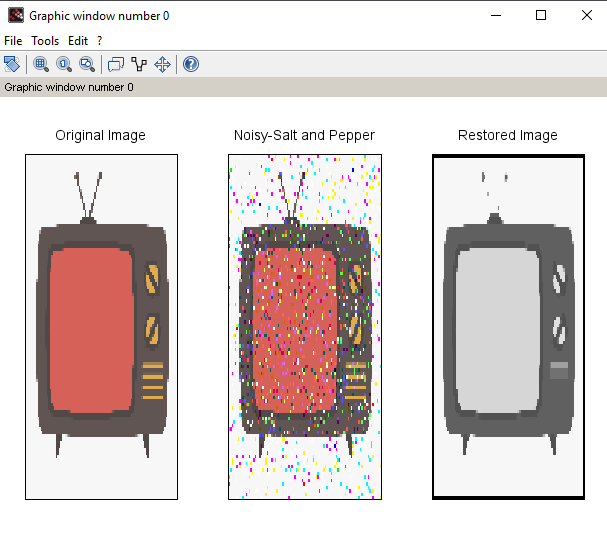 Graphic window number 0
File Tools Edit ?
Graphic window number 0
Original Image
Noisy-Salt and Pepper
Restored Image